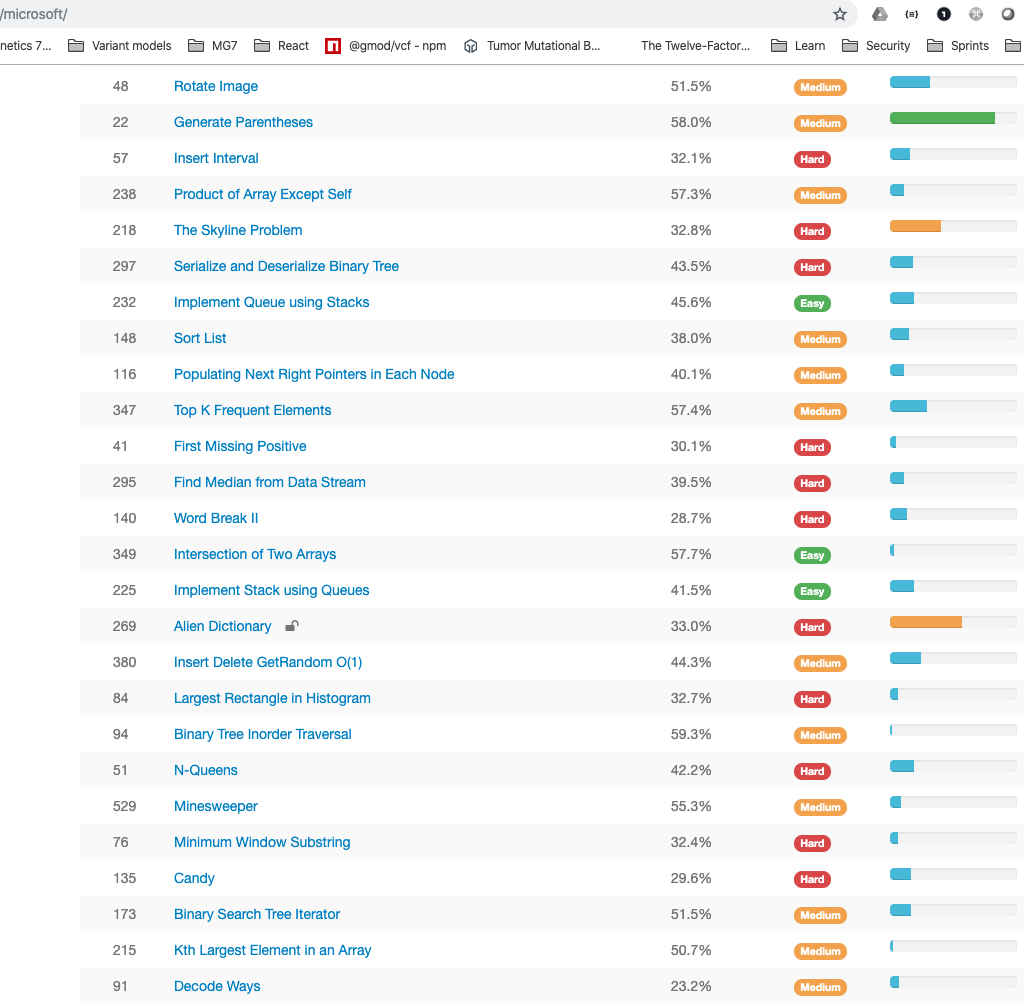 /microsoft/ {≡} 1
netics 7... Variant models MG7 React @gmod/vcf - npm Tumor Mutational B... The Twelve-Factor... Learn Security Sprints
48 Rotate Image 51.5% Medium
22 Generate Parentheses 58.0% Medium
57 Insert Interval 32.1% Hard
238 Product of Array Except Self 57.3% Medium
218 The Skyline Problem 32.8% Hard
297 Serialize and Deserialize Binary Tree 43.5% Hard
232 Implement Queue using Stacks 45.6% Easy
148 Sort List 38.0% Medium
116 Populating Next Right Pointers in Each Node 40.1% Medium
347 Top K Frequent Elements 57.4% Medium
41 First Missing Positive 30.1% Hard
295 Find Median from Data Stream 39.5% Hard
140 Word Break II 28.7% Hard
349 Intersection of Two Arrays 57.7% Easy
225 Implement Stack using Queues 41.5% Easy
269 Alien Dictionary 33.0% Hard
380 Insert Delete GetRandom O(1) 44.3% Medium
84 Largest Rectangle in Histogram 32.7% Hard
94 Binary Tree Inorder Traversal 59.3% Medium
51 N-Queens 42.2% Hard
529 Minesweeper 55.3% Medium
76 Minimum Window Substring 32.4% Hard
135 Candy 29.6% Hard
173 Binary Search Tree Iterator 51.5% Medium
215 Kth Largest Element in an Array 50.7% Medium
91 Decode Ways 23.2% Medium